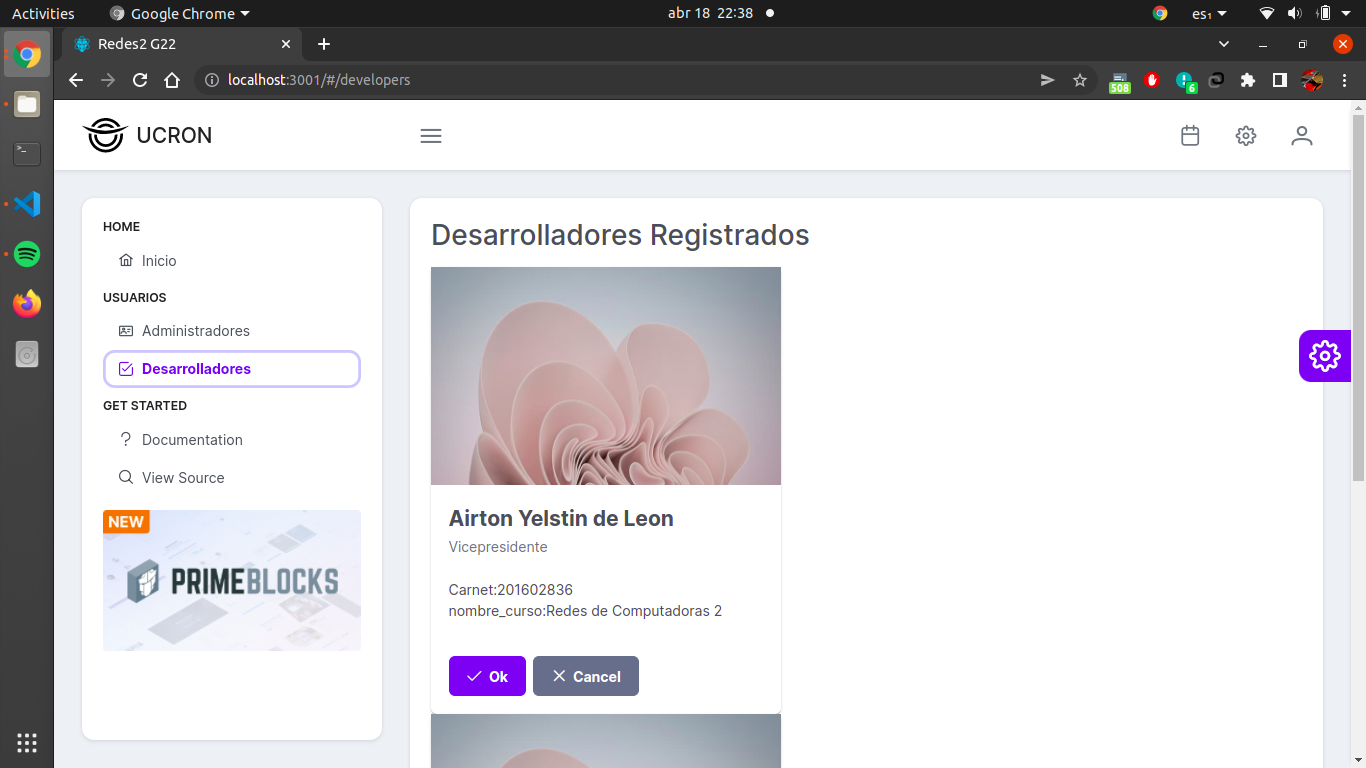 Activities
Google Chrome
abr 18 22:38
es₁
Redes2 G22
localhost:3001/#/developers
508
6
UCRON
HOME
Inicio
USUARIOS
Administradores
Desarrolladores
GET STARTED
Documentation
View Source
NEW
PRIMEBLOCKS
Desarrolladores Registrados
Airton Yelstin de Leon
Vicepresidente
Carnet:201602836
nombre_curso:Redes de Computadoras 2
Ok
Cancel